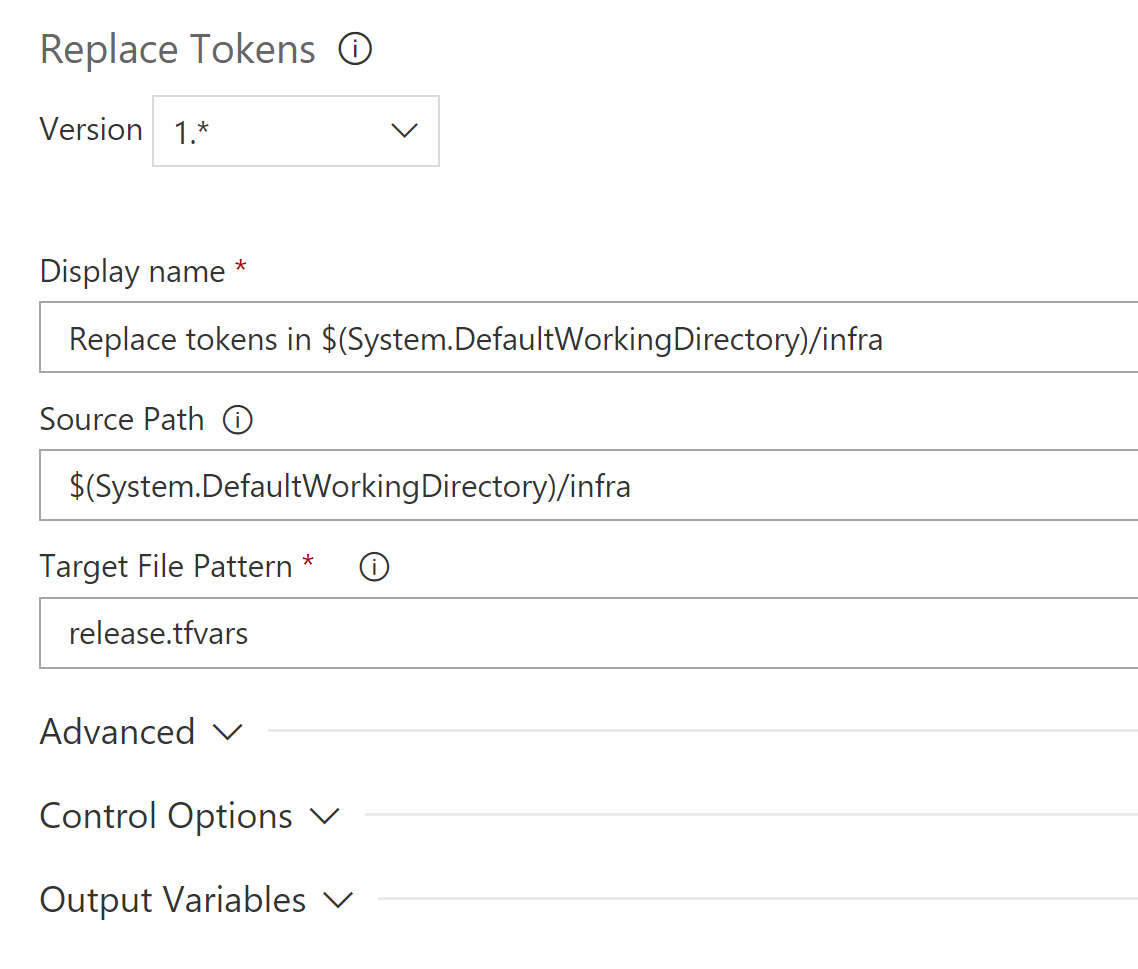 Replace Tokens
Version 1.*
Display name *
Replace tokens in $(System.DefaultWorkingDirectory)/infra
Source Path
$(System.DefaultWorkingDirectory)/infra
Target File Pattern *
release.tfvars
Advanced
Control Options
Output Variables